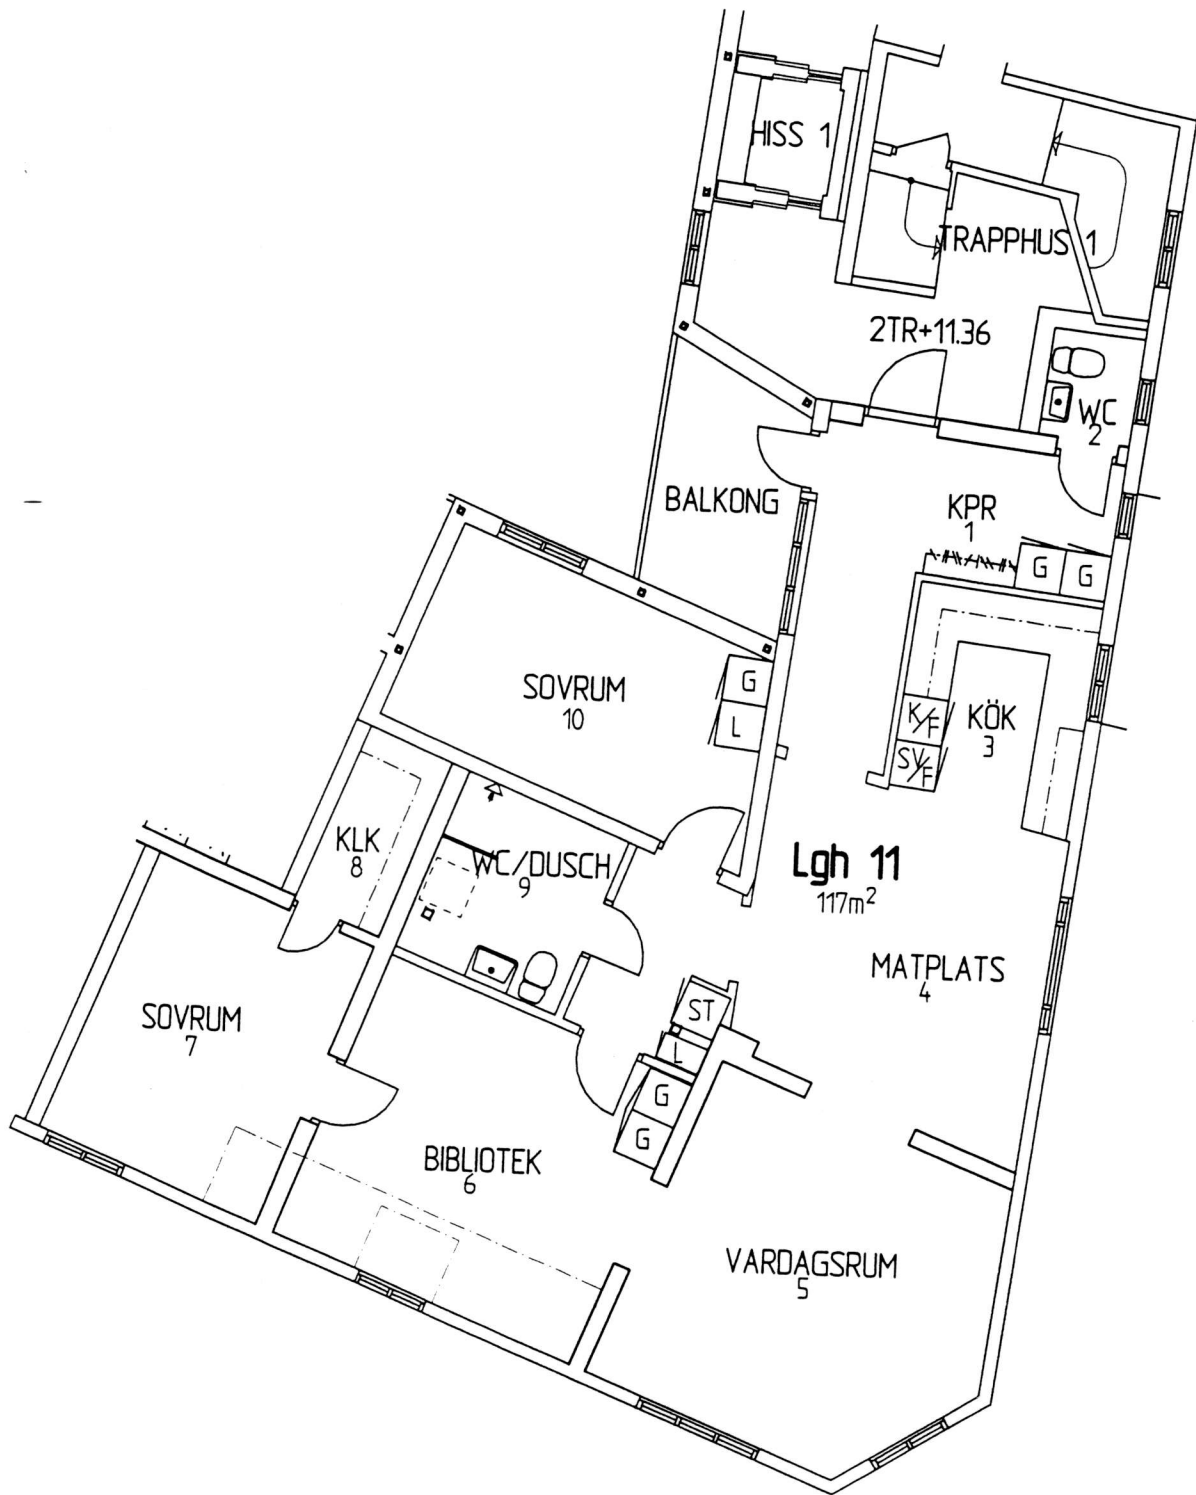 HISS 1
TRAPPHUS 1
2TR+11.36
WC
2
BALKONG
KPR
1
G
G
SOVRUM
10
G
L
K/F
SV/F
KÖK
3
KLK
8
WC/DUSCH
9
Lgh 11
117m²
MATPLATS
4
SOVRUM
7
ST
L
G
G
BIBLIOTEK
6
VARDAGSRUM
5